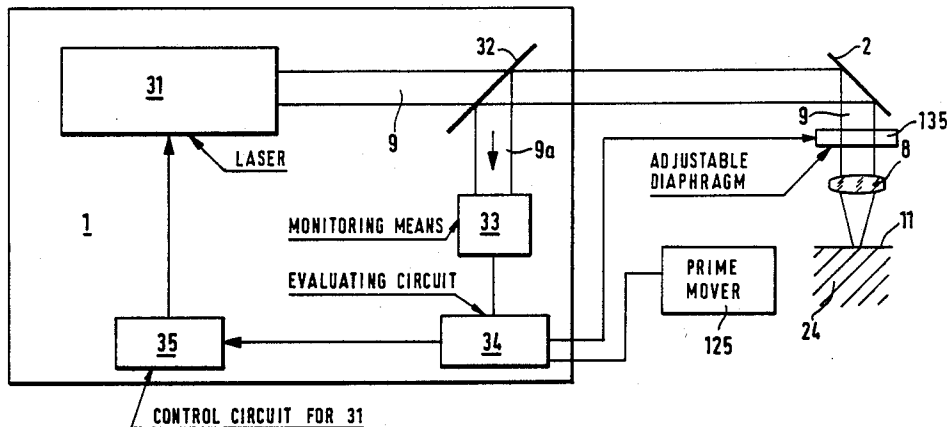 32
2
31
9
9
135
LASER
9a
ADJUSTABLE
DIAPHRAGM
8
1
MONITORING MEANS
33
11
EVALUATING CIRCUIT
PRIME
MOVER
35
34
125
24
CONTROL CIRCUIT FOR 31